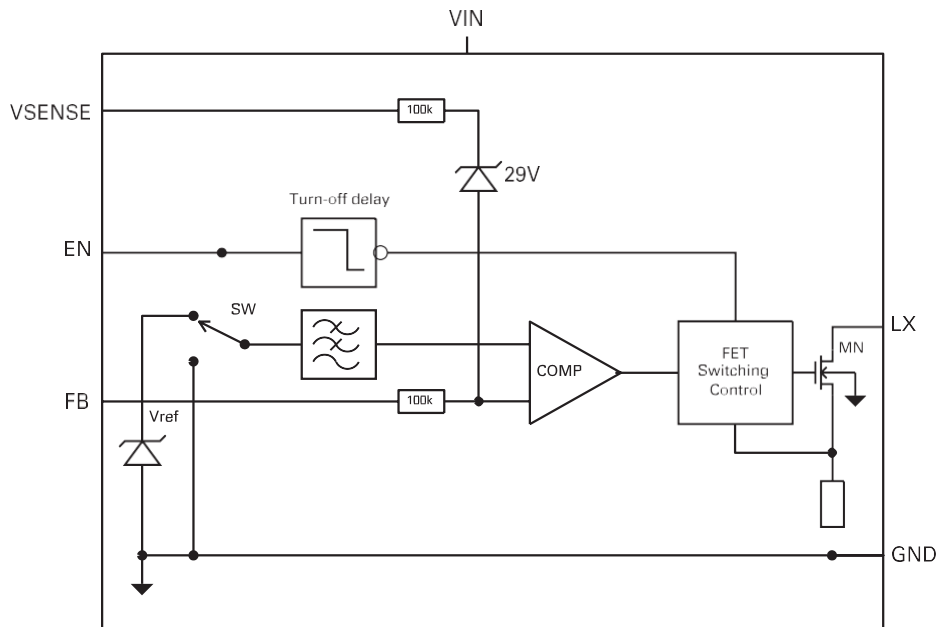 VIN
VSENSE
100k
29V
Turn-off delay
EN
SW
LX
MN
FET
Switching
Control
COMP
FB
100k
Vref
GND